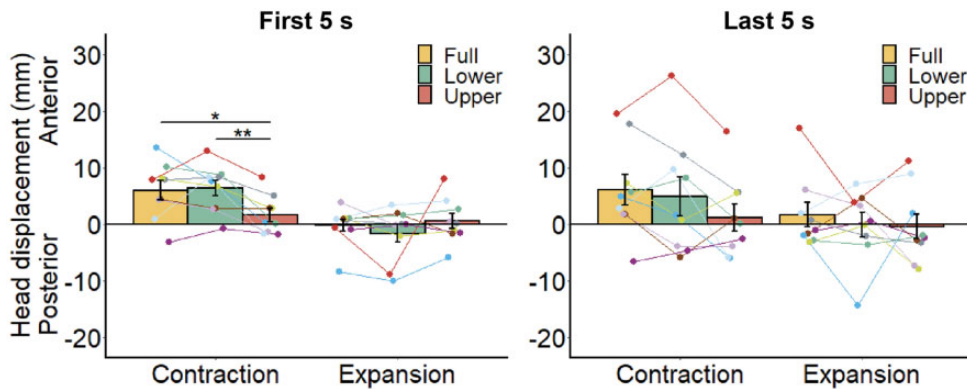 First 5 s
Last 5 s
Head displacement (mm)
Posterior Anterior
30
20
10
0
-10
-20
*
**
Full
Lower
Upper
Contraction
Expansion
30
20
10
0
-10
-20
Full
Lower
Upper
Contraction
Expansion